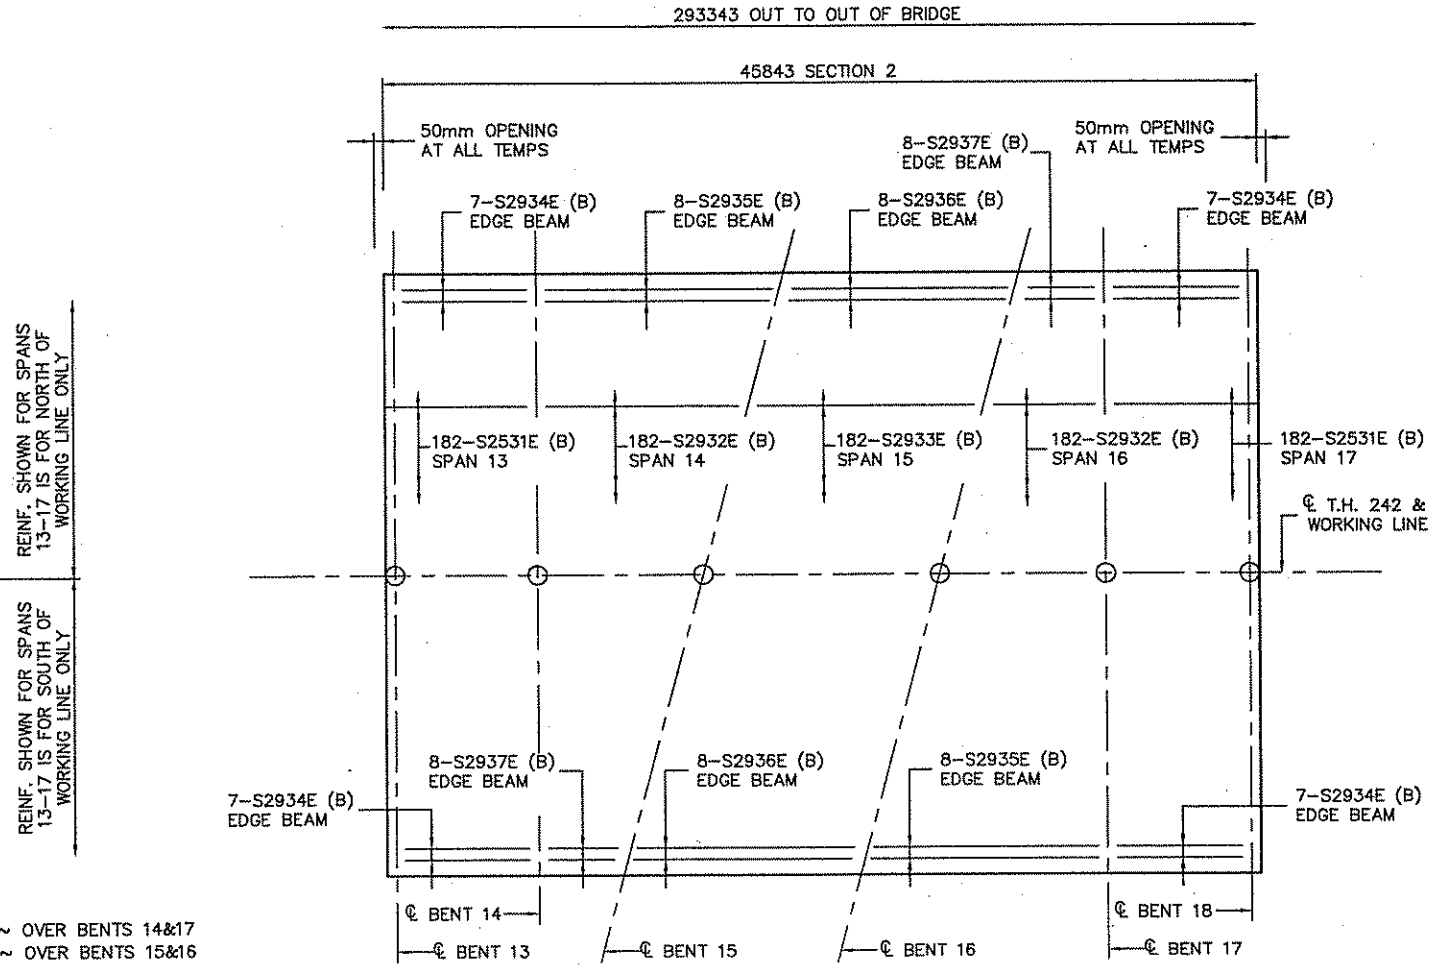 293343 OUT TO OUT OF BRIDGE
45843 SECTION 2
50mm OPENING
AT ALL TEMPS
50mm OPENING
AT ALL TEMPS
8-S2937E (B)
EDGE BEAM
7-S2934E (B)
EDGE BEAM
8-S2935E (B)
EDGE BEAM
8-S2936E (B)
EDGE BEAM
7-S2934E (B)
EDGE BEAM
REINF. SHOWN FOR SPANS
13-17 IS FOR NORTH OF
WORKING LINE ONLY
182-S2531E (B)
SPAN 13
182-S2932E (B)
SPAN 14
182-S2933E (B)
SPAN 15
182-S2932E (B)
SPAN 16
182-S2531E (B)
SPAN 17
℄ T.H. 242 &
WORKING LINE
REINF. SHOWN FOR SPANS
13-17 IS FOR SOUTH OF
WORKING LINE ONLY
8-S2937E (B)
EDGE BEAM
8-S2936E (B)
EDGE BEAM
8-S2935E (B)
EDGE BEAM
7-S2934E (B)
EDGE BEAM
7-S2934E (B)
EDGE BEAM
℄ BENT 14
℄ BENT 18
~ OVER BENTS 14&17
~ OVER BENTS 15&16
℄ BENT 13
℄ BENT 15
℄ BENT 16
℄ BENT 17